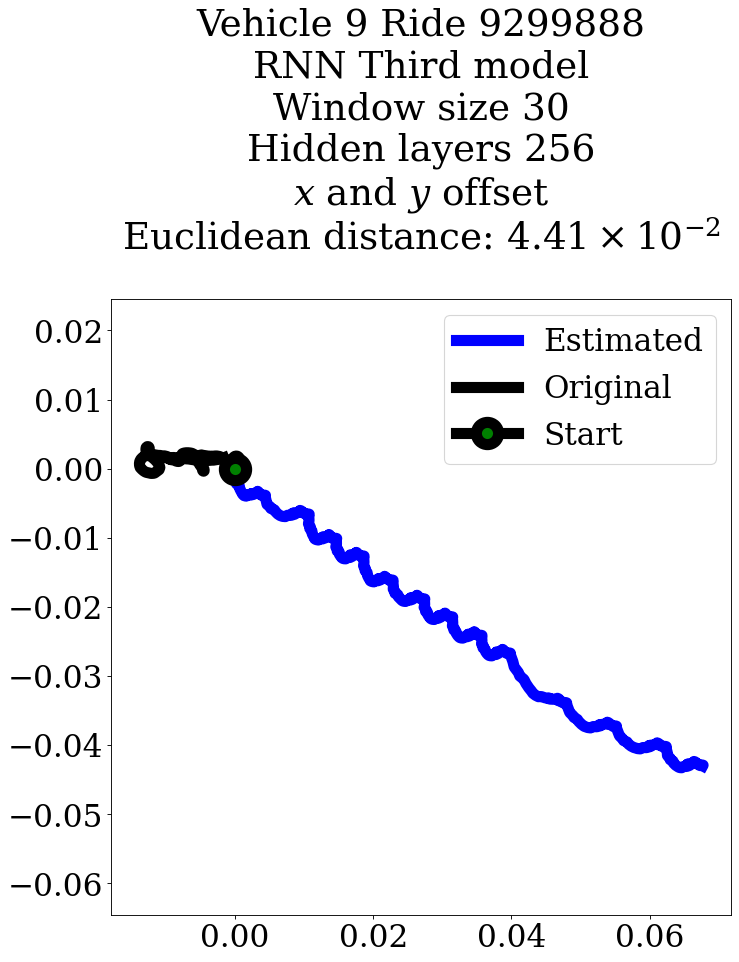 Vehicle 9 Ride 9299888
RNN Third model
Window size 30
Hidden layers 256
x and y offset
Euclidean distance: 4.41 × 10⁻²
Estimated
Original
Start
0.02
0.01
0.00
−0.01
−0.02
−0.03
−0.04
−0.05
−0.06
0.00 0.02 0.04 0.06